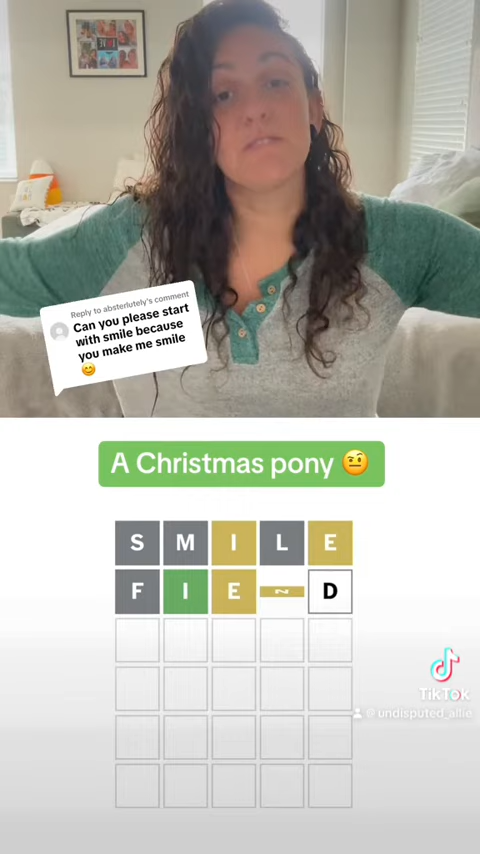 Reply to absterlutely's comment
Can you please start
with smile because
you make me smile
😊
A Christmas pony 🤨
S M I L E
F I E D
TikTok
@undisputed_allie